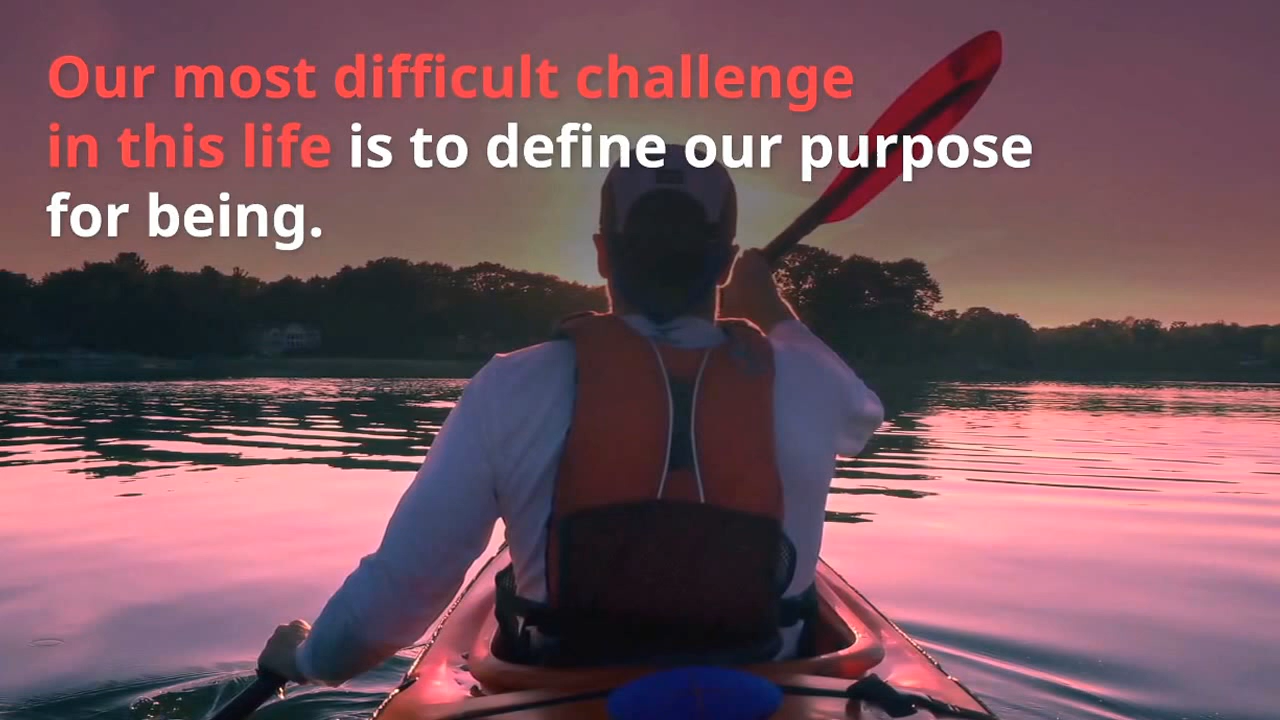 Our most difficult challenge
in this life is to define our purpose
for being.